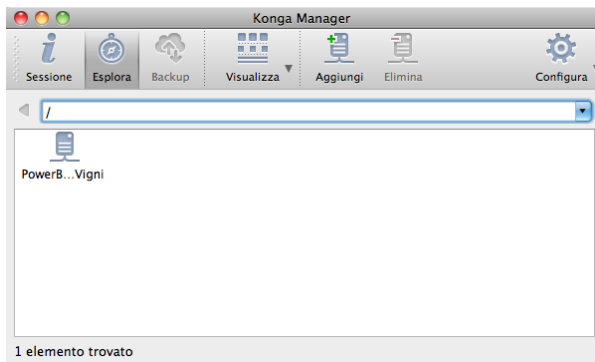 Konga Manager
Sessione Esplora Backup Visualizza Aggiungi Elimina Configura
/
PowerB...Vigni
1 elemento trovato